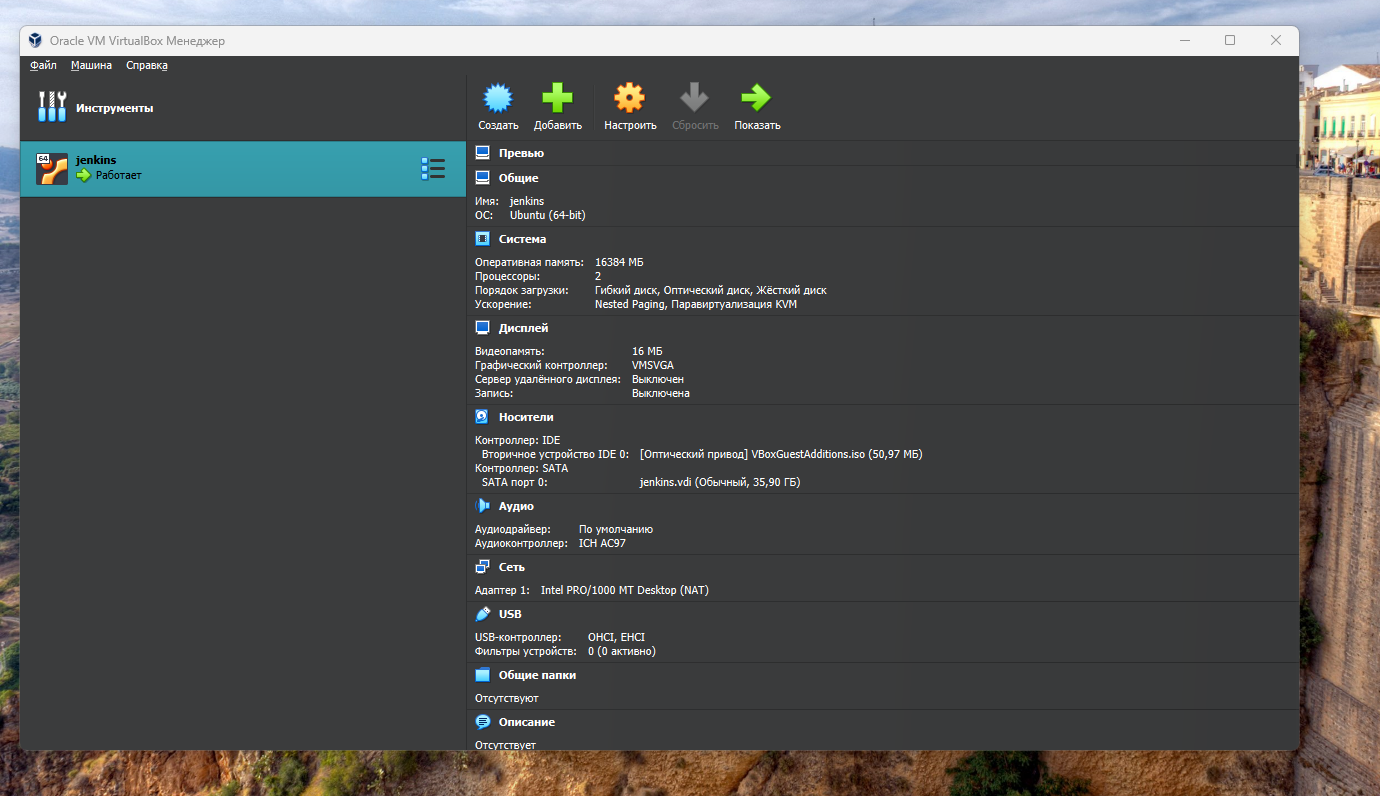 Oracle VM VirtualBox Менеджер
Файл Машина Справка
Инструменты
Создать Добавить Настроить Сбросить Показать
64
jenkins
Работает
Превью
Общие
Имя: jenkins
ОС: Ubuntu (64-bit)
Система
Оперативная память: 16384 МБ
Процессоры: 2
Порядок загрузки: Гибкий диск, Оптический диск, Жёсткий диск
Ускорение: Nested Paging, Паравиртуализация KVM
Дисплей
Видеопамять: 16 МБ
Графический контроллер: VMSVGA
Сервер удалённого дисплея: Выключен
Запись: Выключена
Носители
Контроллер: IDE
Вторичное устройство IDE 0: [Оптический привод] VBoxGuestAdditions.iso (50,97 МБ)
Контроллер: SATA
SATA порт 0: jenkins.vdi (Обычный, 35,90 ГБ)
Аудио
Аудиодрайвер: По умолчанию
Аудиоконтроллер: ICH AC97
Сеть
Адаптер 1: Intel PRO/1000 MT Desktop (NAT)
USB
USB-контроллер: OHCI, EHCI
Фильтры устройств: 0 (0 активно)
Общие папки
Отсутствуют
Описание
Отсутствует